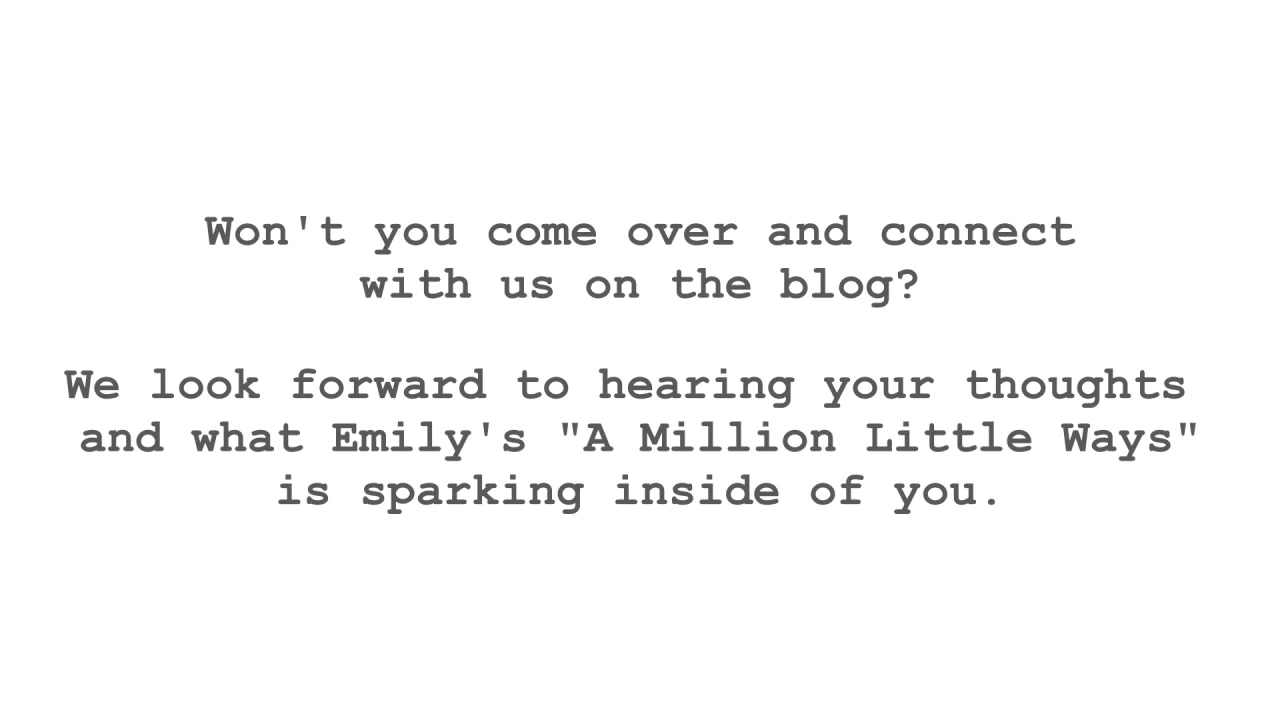 Won't you come over and connect
with us on the blog?
We look forward to hearing your thoughts
and what Emily's "A Million Little Ways"
is sparking inside of you.